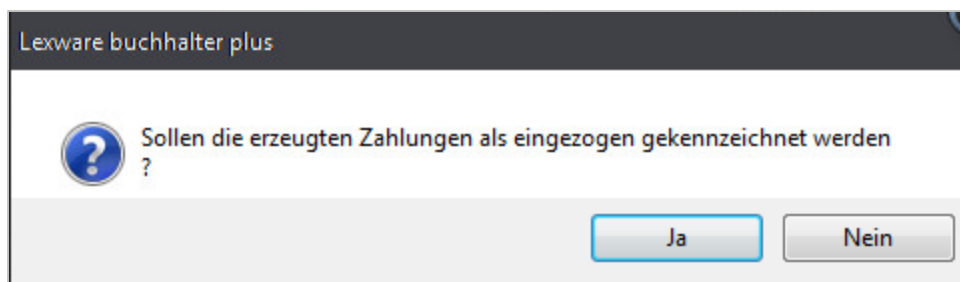 Lexware buchhalter plus
Sollen die erzeugten Zahlungen als eingezogen gekennzeichnet werden
?
Ja Nein